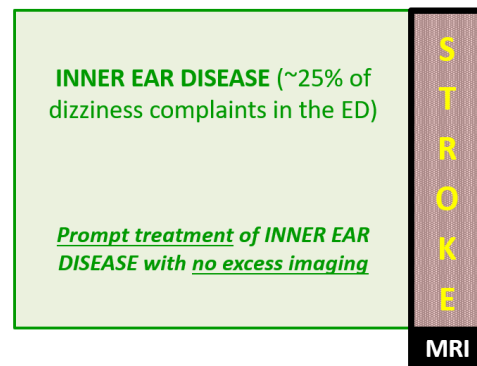 INNER EAR DISEASE (~25% of
dizziness complaints in the ED)
Prompt treatment of INNER EAR
DISEASE with no excess imaging
STROKE
MRI